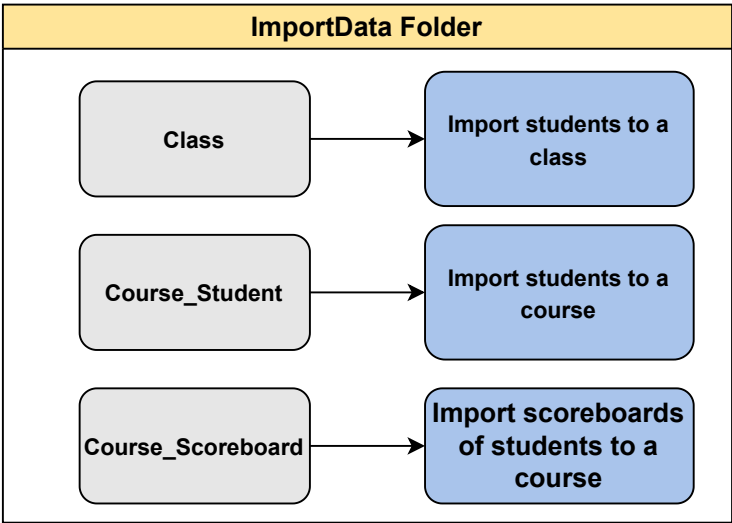 ImportData Folder
Class
Import students to a
class
Course_Student
Import students to a
course
Course_Scoreboard
Import scoreboards
of students to a
course